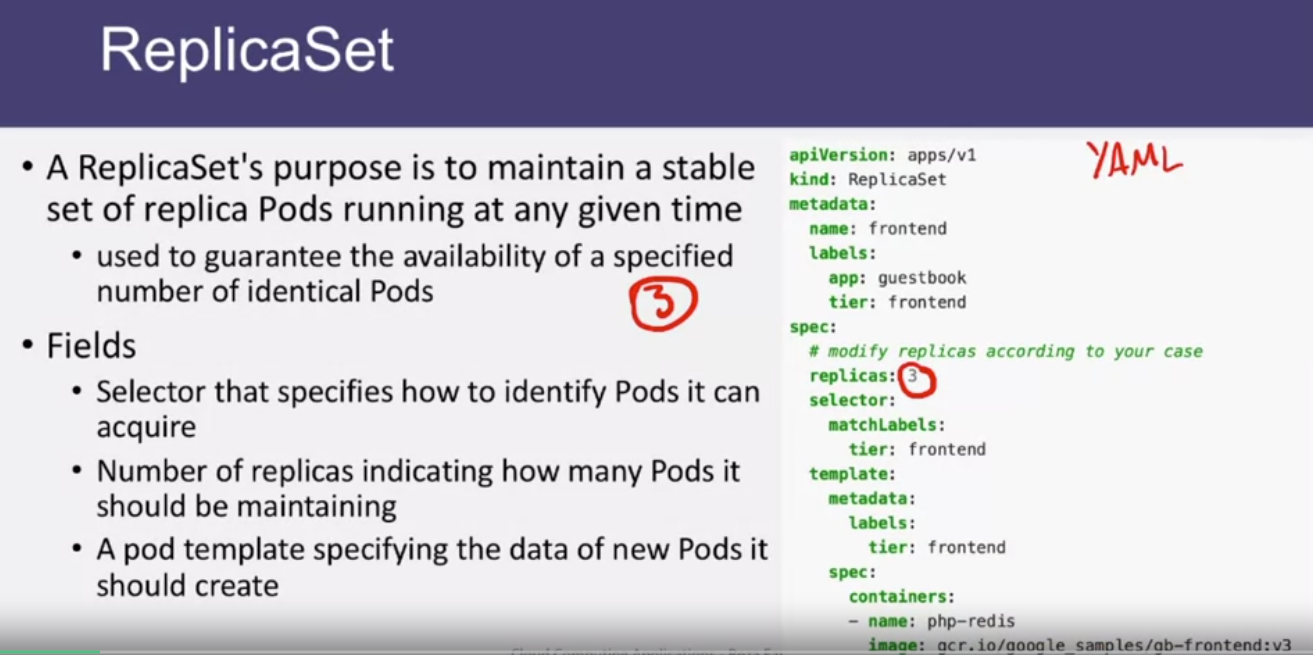 ReplicaSet
• A ReplicaSet's purpose is to maintain a stable
set of replica Pods running at any given time
• used to guarantee the availability of a specified
number of identical Pods
3
• Fields
• Selector that specifies how to identify Pods it can
acquire
• Number of replicas indicating how many Pods it
should be maintaining
• A pod template specifying the data of new Pods it
should create
YAML
apiVersion: apps/v1
kind: ReplicaSet
metadata:
  name: frontend
  labels:
    app: guestbook
    tier: frontend
spec:
  # modify replicas according to your case
  replicas: 3
  selector:
    matchLabels:
      tier: frontend
  template:
    metadata:
      labels:
        tier: frontend
    spec:
      containers:
      - name: php-redis
        image: gcr.io/google_samples/gb-frontend:v3
Cloud Computing Applications -